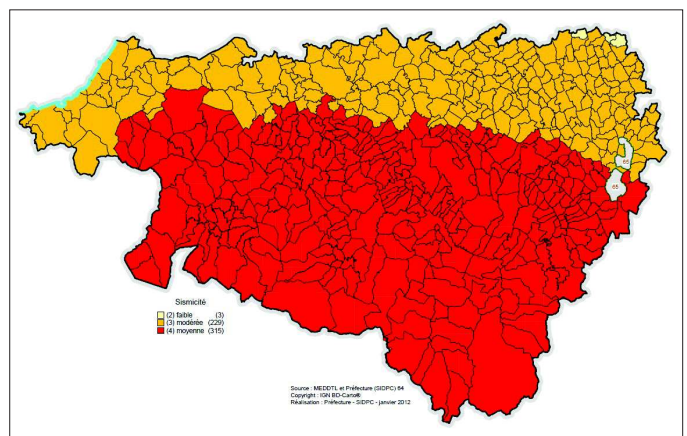 65
65
Sismicité
(2) faible (3)
(3) modérée (229)
(4) moyenne (315)
Source : MEDDTL et Préfecture (SIDPC) 64
Copyright : IGN BD-Carto®
Réalisation : Préfecture - SIDPC - janvier 2012